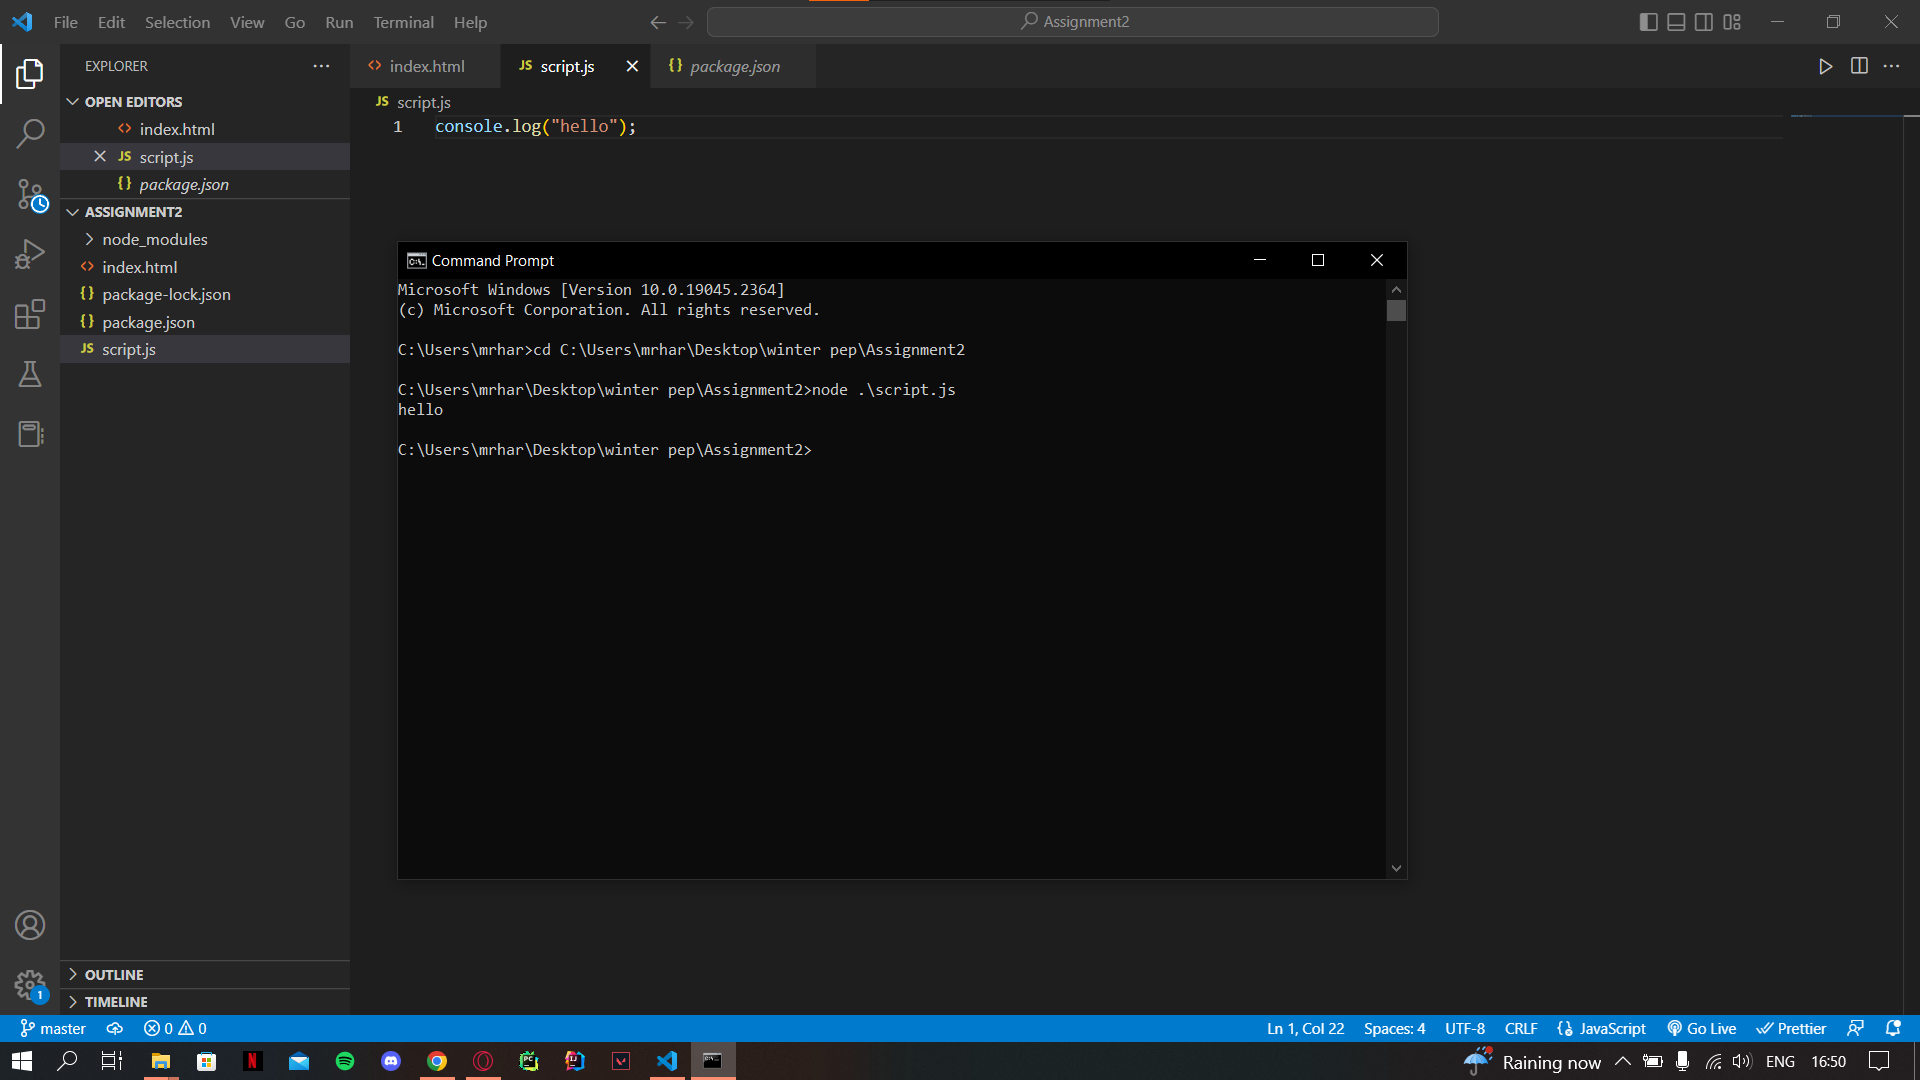 File Edit Selection View Go Run Terminal Help
Assignment2
EXPLORER
OPEN EDITORS
index.html
JS script.js
{} package.json
ASSIGNMENT2
node_modules
index.html
{} package-lock.json
{} package.json
JS script.js
OUTLINE
TIMELINE
index.html JS script.js {} package.json
JS script.js
1 console.log("hello");
Command Prompt
Microsoft Windows [Version 10.0.19045.2364]
(c) Microsoft Corporation. All rights reserved.
C:\Users\mrhar>cd C:\Users\mrhar\Desktop\winter pep\Assignment2
C:\Users\mrhar\Desktop\winter pep\Assignment2>node .\script.js
hello
C:\Users\mrhar\Desktop\winter pep\Assignment2>
1
master 0 0 Ln 1, Col 22 Spaces: 4 UTF-8 CRLF JavaScript Go Live Prettier
Raining now ENG 16:50